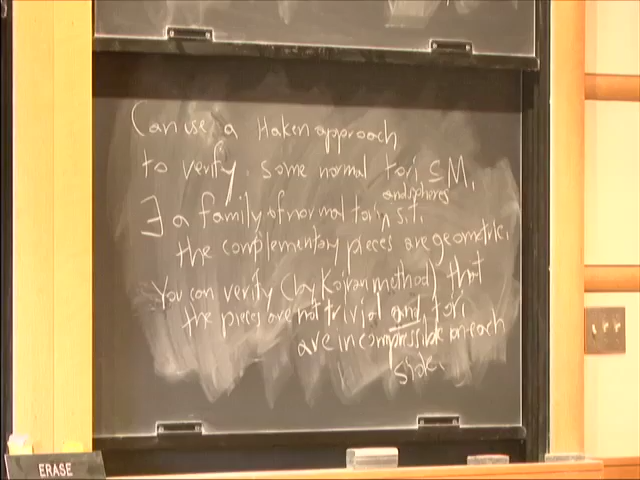 Can use a Haken approach
to verify some normal tori ⊆ M,
∃ a family of normal tori ^ and spheres s.t.
the complementary pieces are geometric.
You can verify (by method) that
the pieces are not trivial and tori
are incompressible on each
side.
ERASE